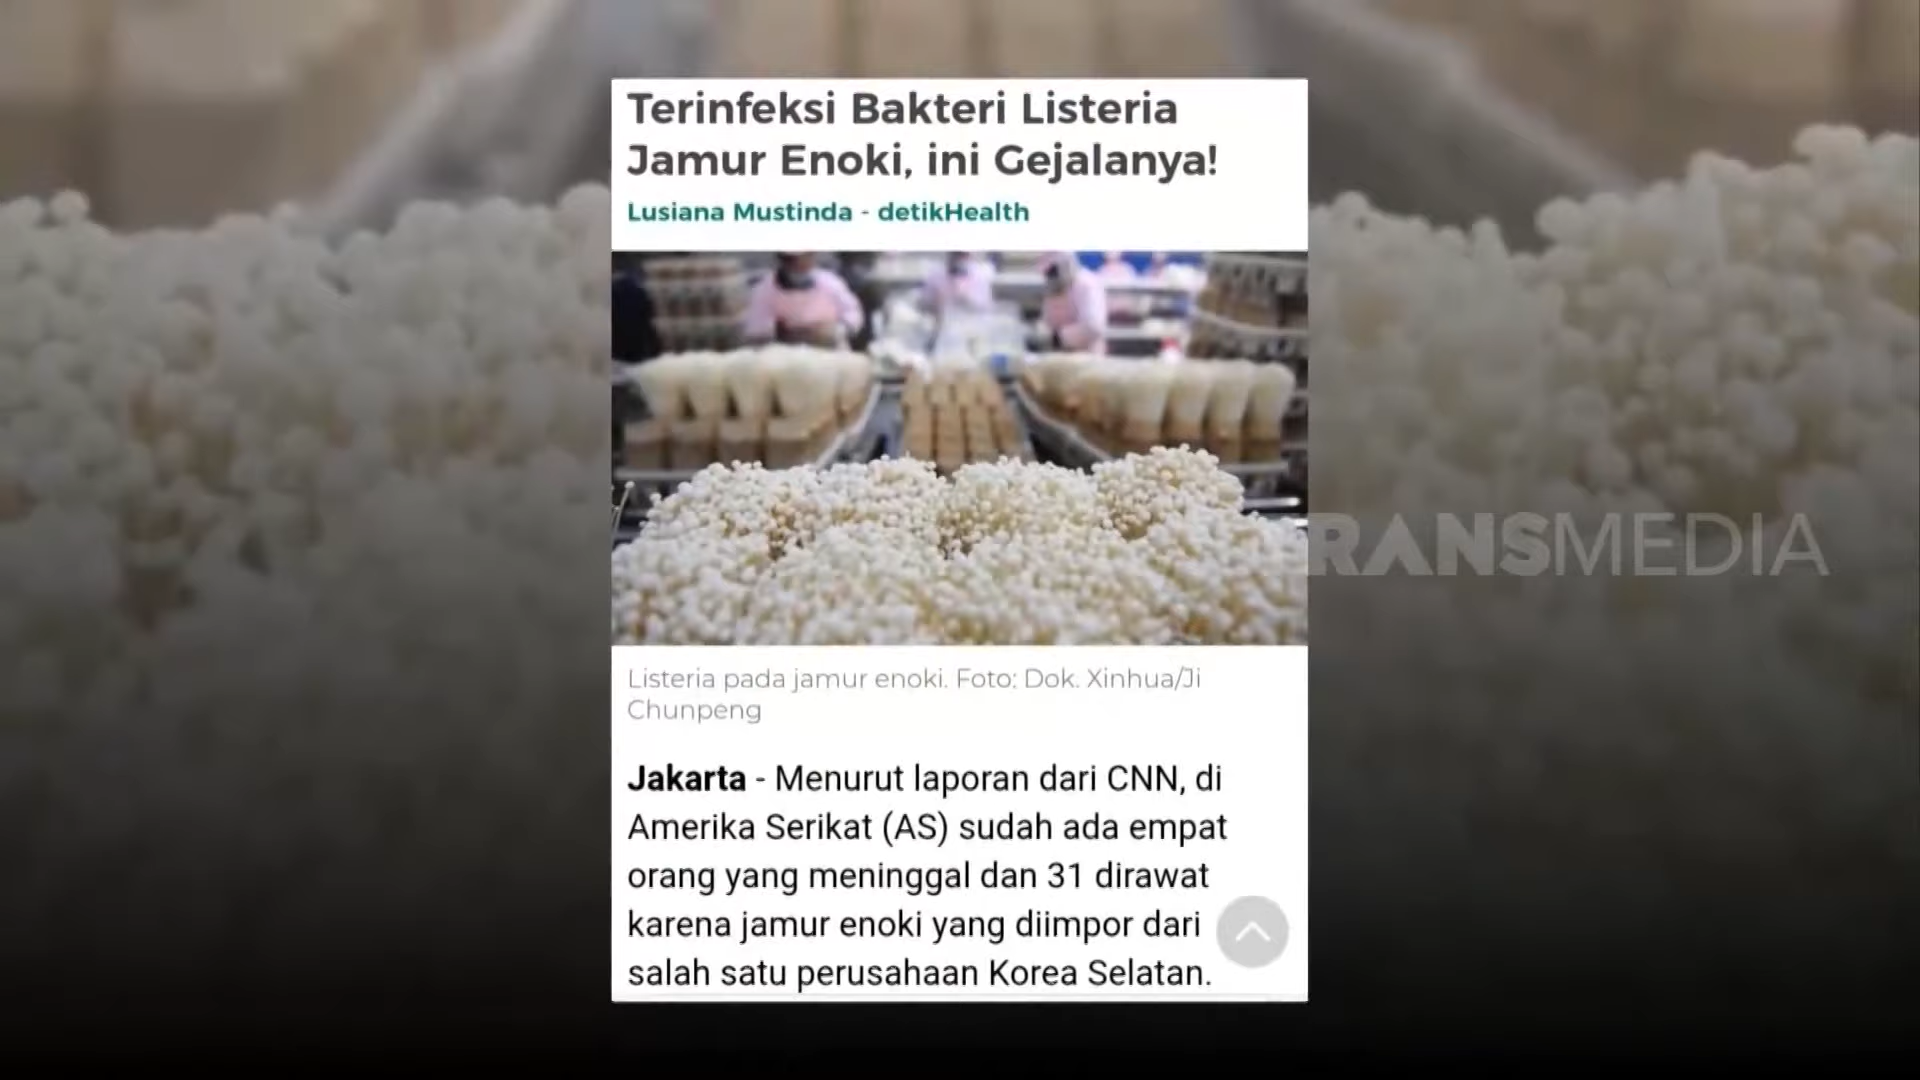 Terinfeksi Bakteri Listeria
Jamur Enoki, ini Gejalanya!
Lusiana Mustinda - detikHealth
RANSMEDIA
Listeria pada jamur enoki. Foto: Dok. Xinhua/Ji
Chunpeng
Jakarta - Menurut laporan dari CNN, di
Amerika Serikat (AS) sudah ada empat
orang yang meninggal dan 31 dirawat
karena jamur enoki yang diimpor dari
salah satu perusahaan Korea Selatan.